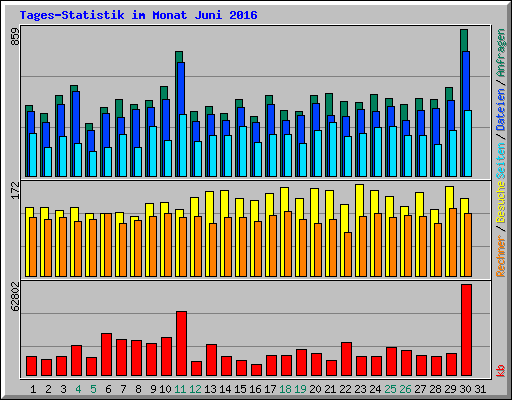 Tages-Statistik im Monat Juni 2016
859
172
62802
Rechner / Besuche Seiten / Dateien / Anfragen
kb
1 2 3 4 5 6 7 8 9 10 11 12 13 14 15 16 17 18 19 20 21 22 23 24 25 26 27 28 29 30 31